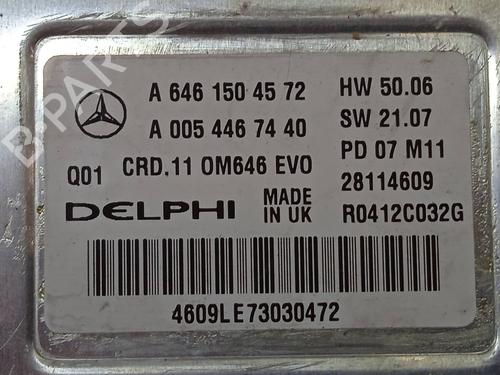 A 646 150 45 72 HW 50.06
A 005 446 74 40 SW 21.07
Q01 CRD.11 OM646 EVO PD 07 M11
28114609
DELPHI MADE IN UK R0412C032G
4609LE73030472
B-PARTS